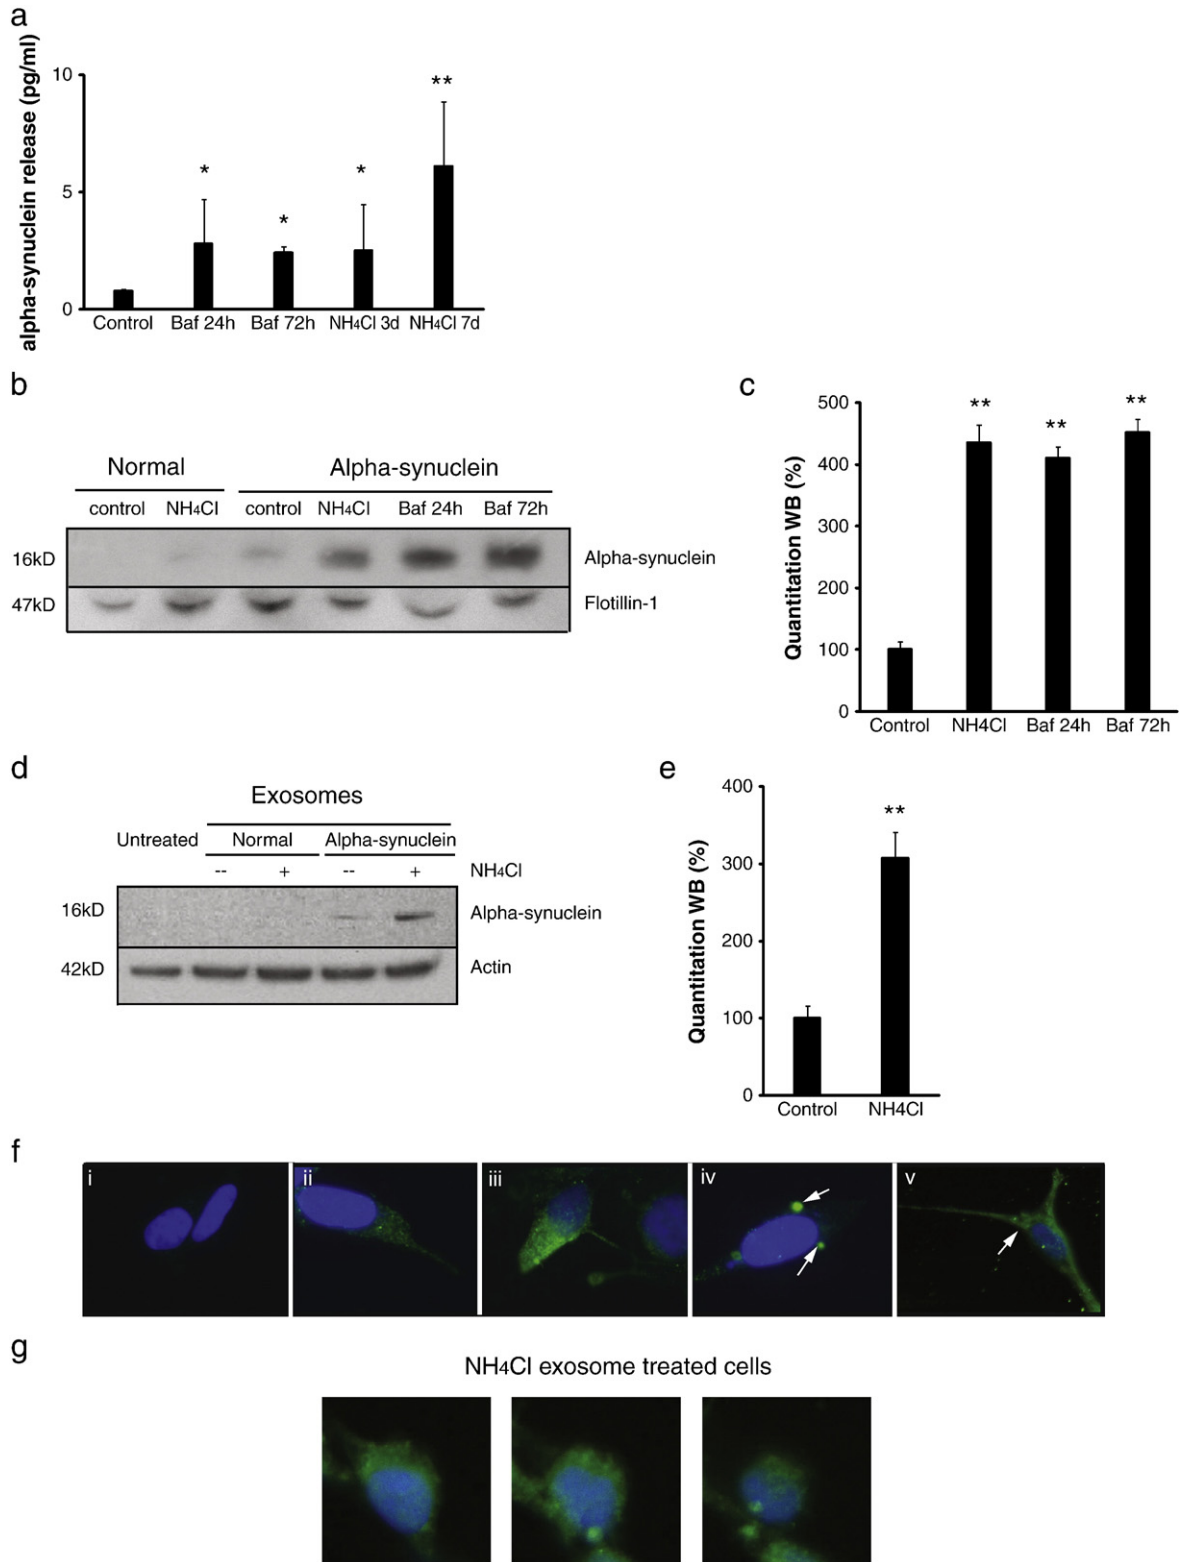 a
alpha-synuclein release (pg/ml)
10
5
0
** 
* * *
Control Baf 24h Baf 72h NH4Cl 3d NH4Cl 7d
b
Normal Alpha-synuclein
control NH4Cl control NH4Cl Baf 24h Baf 72h
16kD Alpha-synuclein
47kD Flotillin-1
c
Quantitation WB (%)
500
400
300
200
100
0
** ** **
Control NH4Cl Baf 24h Baf 72h
d
Exosomes
Untreated Normal Alpha-synuclein
-- + -- + NH4Cl
16kD Alpha-synuclein
42kD Actin
e
Quantitation WB (%)
400
300
200
100
0
**
Control NH4Cl
f
i ii iii iv v
g
NH4Cl exosome treated cells